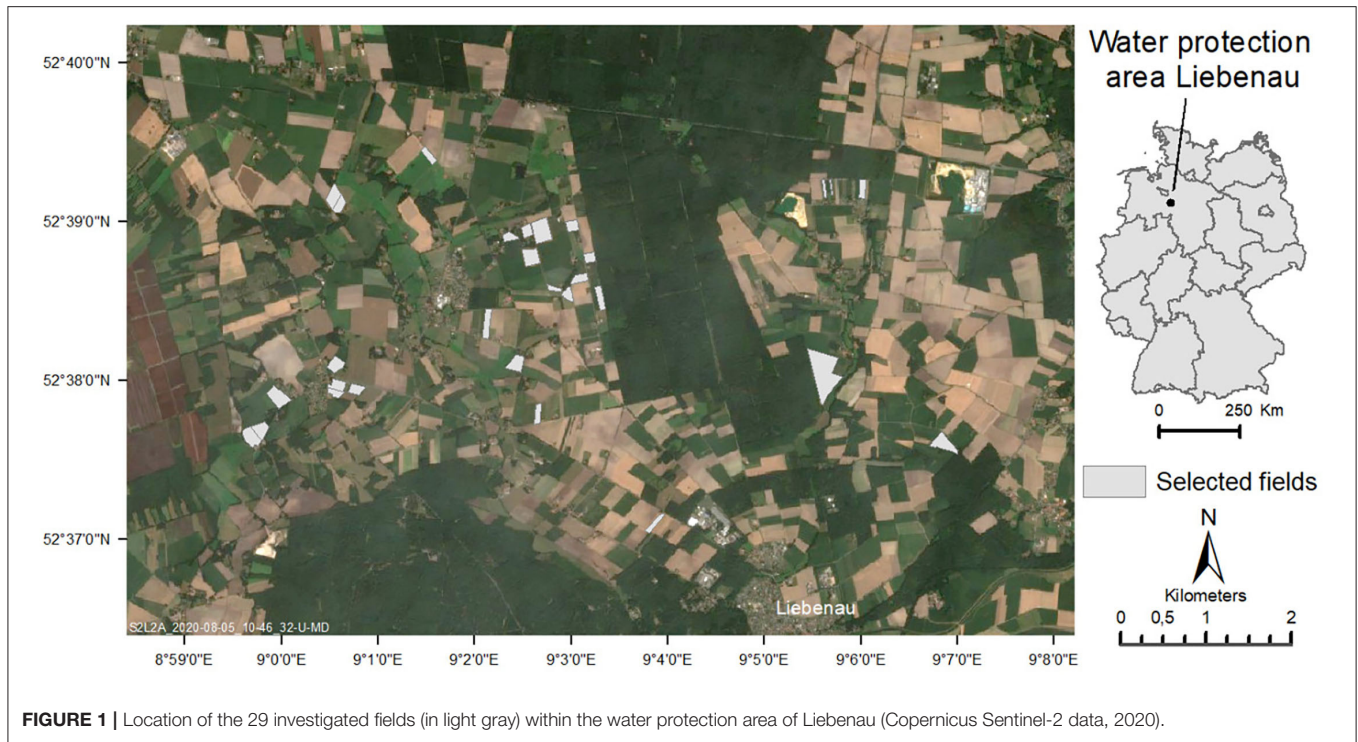 Water protection
area Liebenau
52°40'0"N
52°39'0"N
52°38'0"N
52°37'0"N
0 250 Km
Selected fields
N
Kilometers
0 0,5 1 2
Liebenau
S2L2A_2020-08-05_10-46_32-U-MD
8°59'0"E 9°0'0"E 9°1'0"E 9°2'0"E 9°3'0"E 9°4'0"E 9°5'0"E 9°6'0"E 9°7'0"E 9°8'0"E
FIGURE 1 | Location of the 29 investigated fields (in light gray) within the water protection area of Liebenau (Copernicus Sentinel-2 data, 2020).